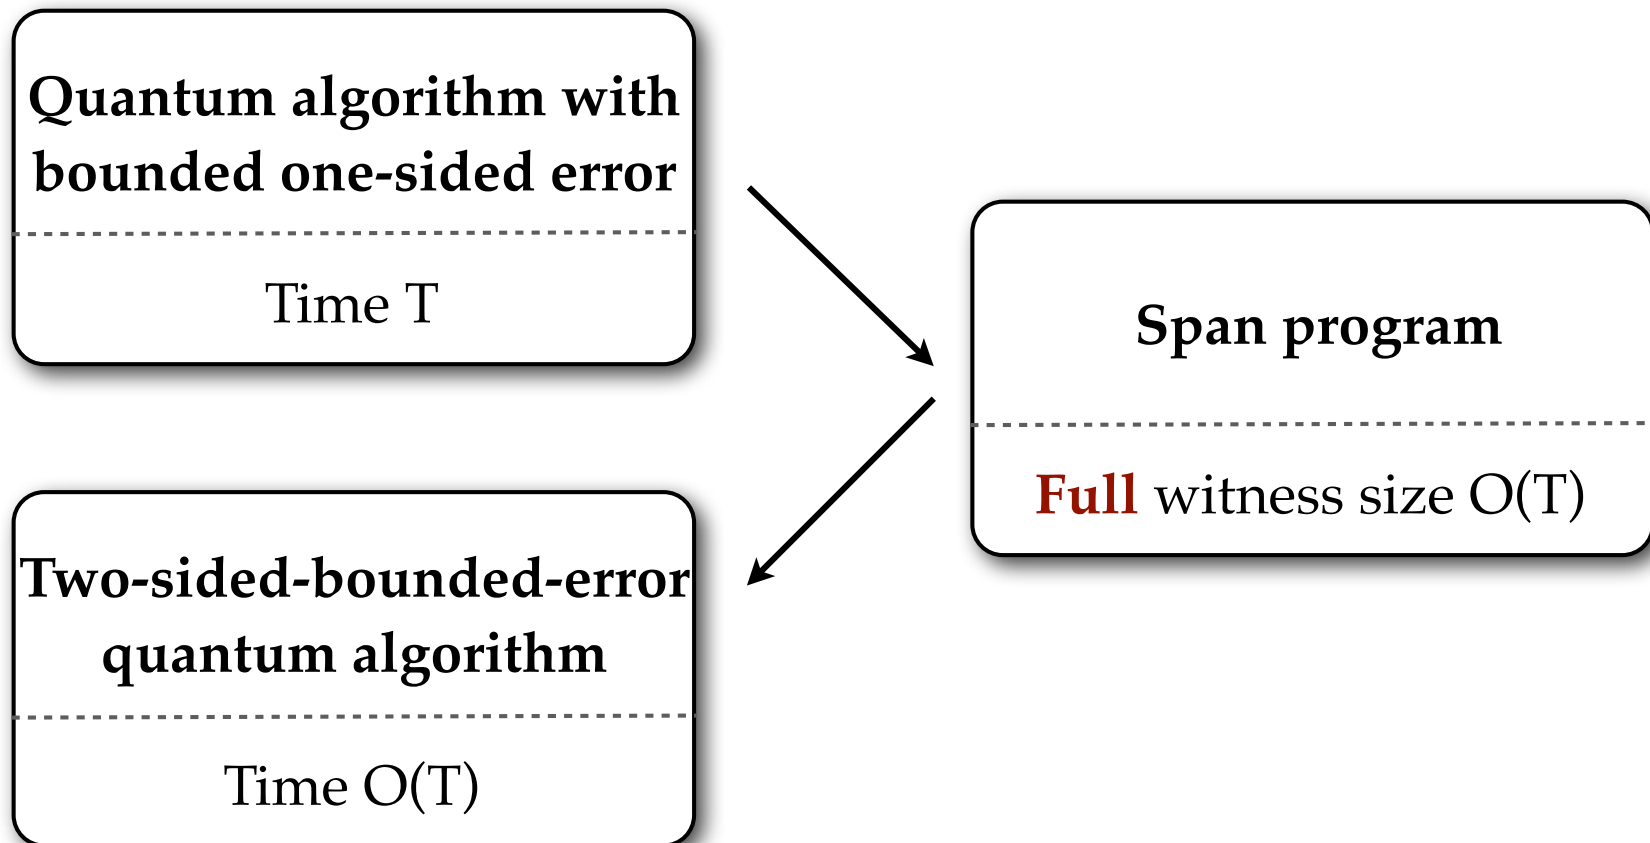 Quantum algorithm with
bounded one-sided error
Time T
Span program
Full witness size O(T)
Two-sided-bounded-error
quantum algorithm
Time O(T)